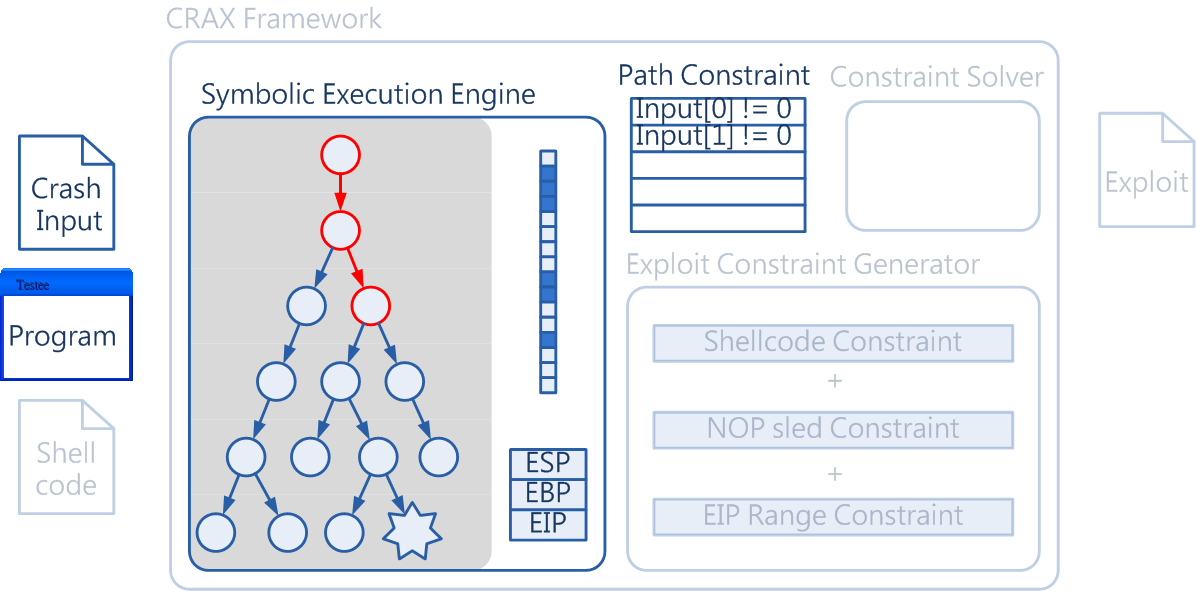 CRAX Framework
Symbolic Execution Engine
Path Constraint
Constraint Solver
Input[0] != 0
Input[1] != 0
Crash
Input
Testee
Program
Shell
code
ESP
EBP
EIP
Exploit Constraint Generator
Shellcode Constraint
+
NOP sled Constraint
+
EIP Range Constraint
Exploit